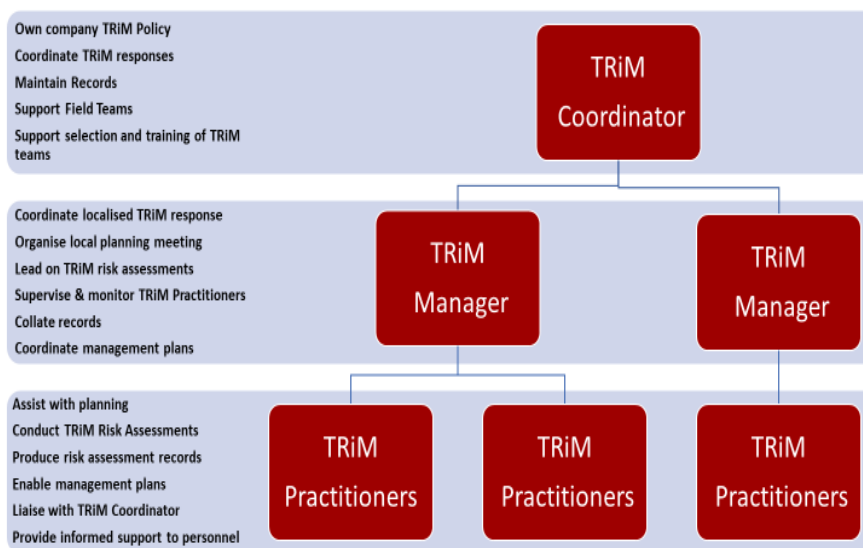 Own company TRiM Policy
Coordinate TRiM responses
Maintain Records
Support Field Teams
Support selection and training of TRiM
teams
TRiM
Coordinator
Coordinate localised TRiM response
Organise local planning meeting
Lead on TRiM risk assessments
Supervise & monitor TRiM Practitioners
Collate records
Coordinate management plans
TRiM
Manager
TRiM
Manager
Assist with planning
Conduct TRiM Risk Assessments
Produce risk assessment records
Enable management plans
Liaise with TRiM Coordinator
Provide informed support to personnel
TRiM
Practitioners
TRiM
Practitioners
TRiM
Practitioners